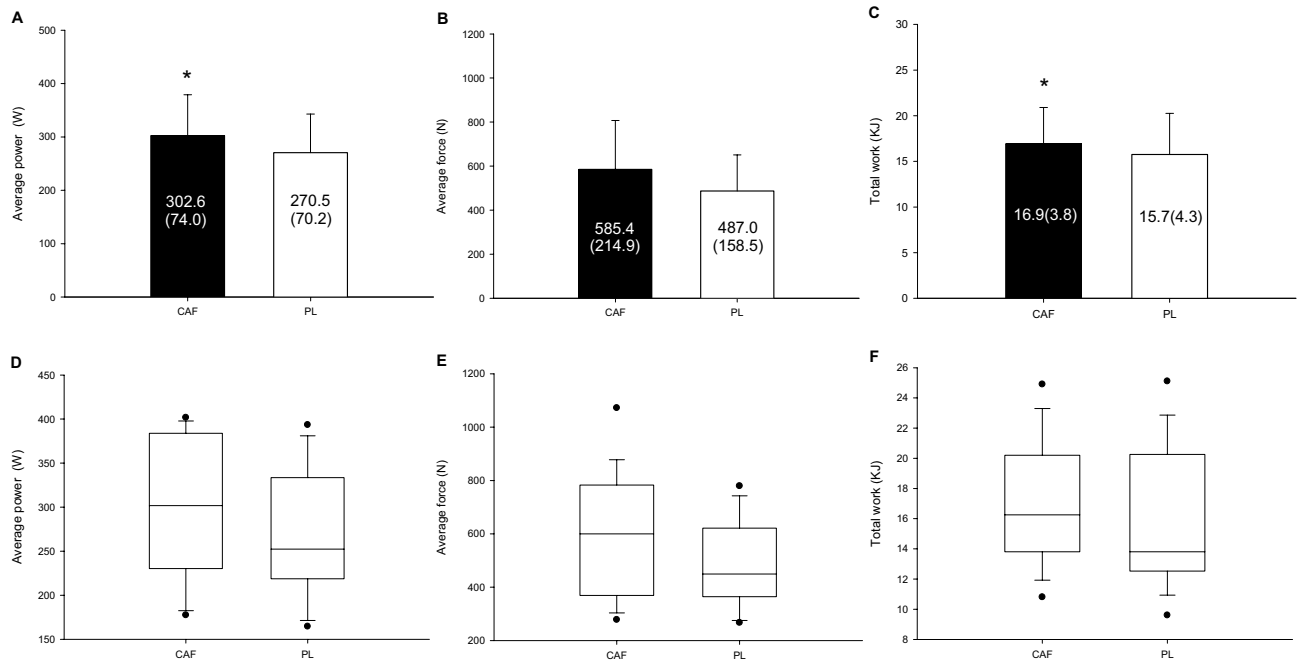 A
Average power (W)
500
400
300
200
100
0
*
302.6
(74.0)
270.5
(70.2)
CAF
PL
B
Average force (N)
1200
1000
800
600
400
200
0
585.4
(214.9)
487.0
(158.5)
CAF
PL
C
Total work (KJ)
30
25
20
15
10
5
0
*
16.9(3.8)
15.7(4.3)
CAF
PL
D
Average power (W)
450
400
350
300
250
200
150
CAF
PL
E
Average force (N)
1200
1000
800
600
400
200
CAF
PL
F
Total work (KJ)
26
24
22
20
18
16
14
12
10
8
CAF
PL